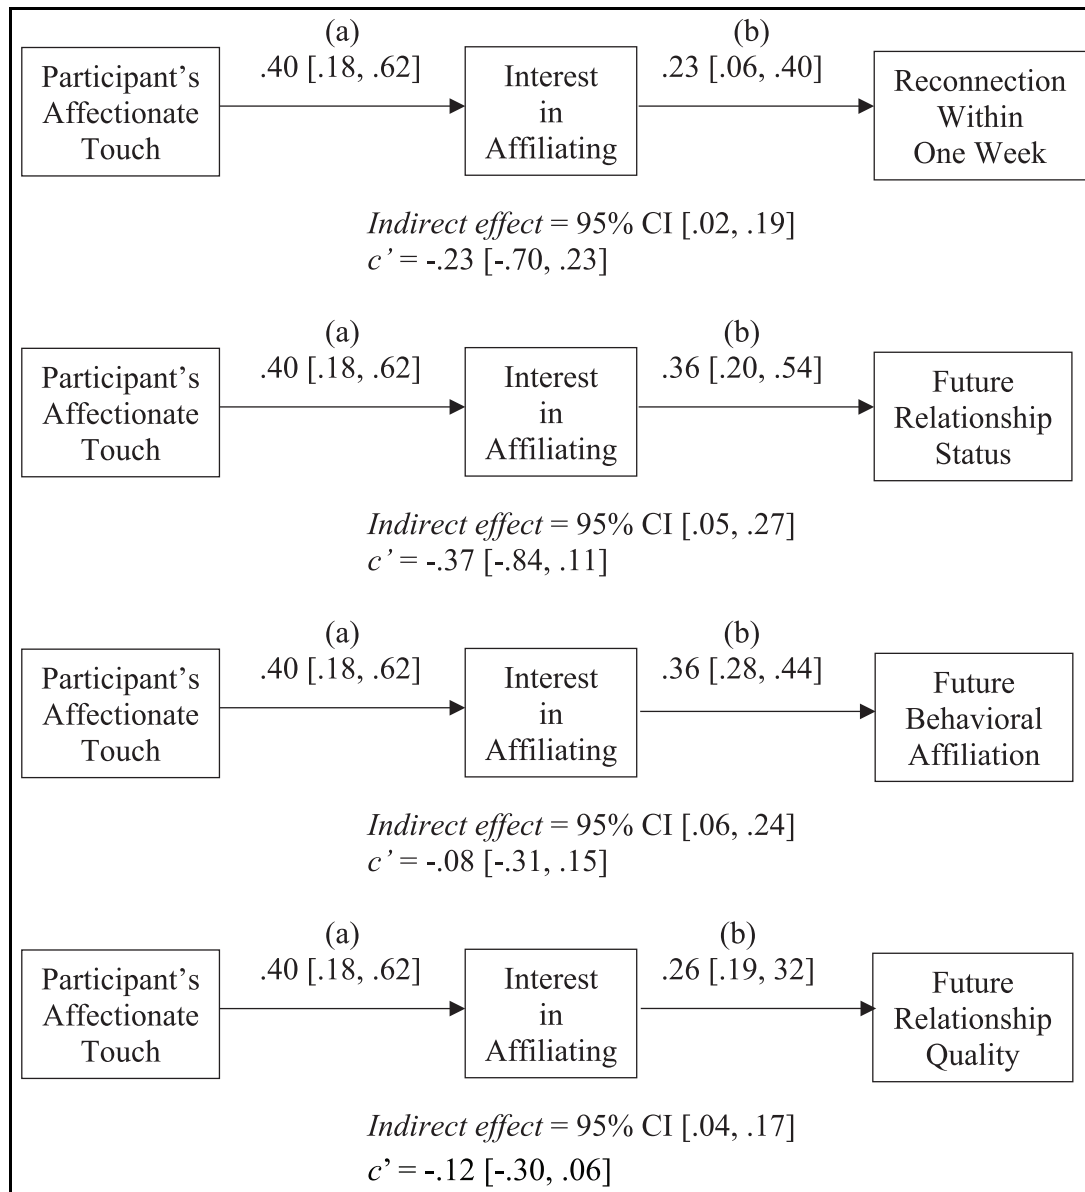 (a)
(b)
Participant’s
Affectionate
Touch
.40 [.18, .62]
Interest
in
Affiliating
.23 [.06, .40]
Reconnection
Within
One Week
Indirect effect = 95% CI [.02, .19]
c’ = -.23 [-.70, .23]
(a)
(b)
Participant’s
Affectionate
Touch
.40 [.18, .62]
Interest
in
Affiliating
.36 [.20, .54]
Future
Relationship
Status
Indirect effect = 95% CI [.05, .27]
c’ = -.37 [-.84, .11]
(a)
(b)
Participant’s
Affectionate
Touch
.40 [.18, .62]
Interest
in
Affiliating
.36 [.28, .44]
Future
Behavioral
Affiliation
Indirect effect = 95% CI [.06, .24]
c’ = -.08 [-.31, .15]
(a)
(b)
Participant’s
Affectionate
Touch
.40 [.18, .62]
Interest
in
Affiliating
.26 [.19, 32]
Future
Relationship
Quality
Indirect effect = 95% CI [.04, .17]
c’ = -.12 [-.30, .06]